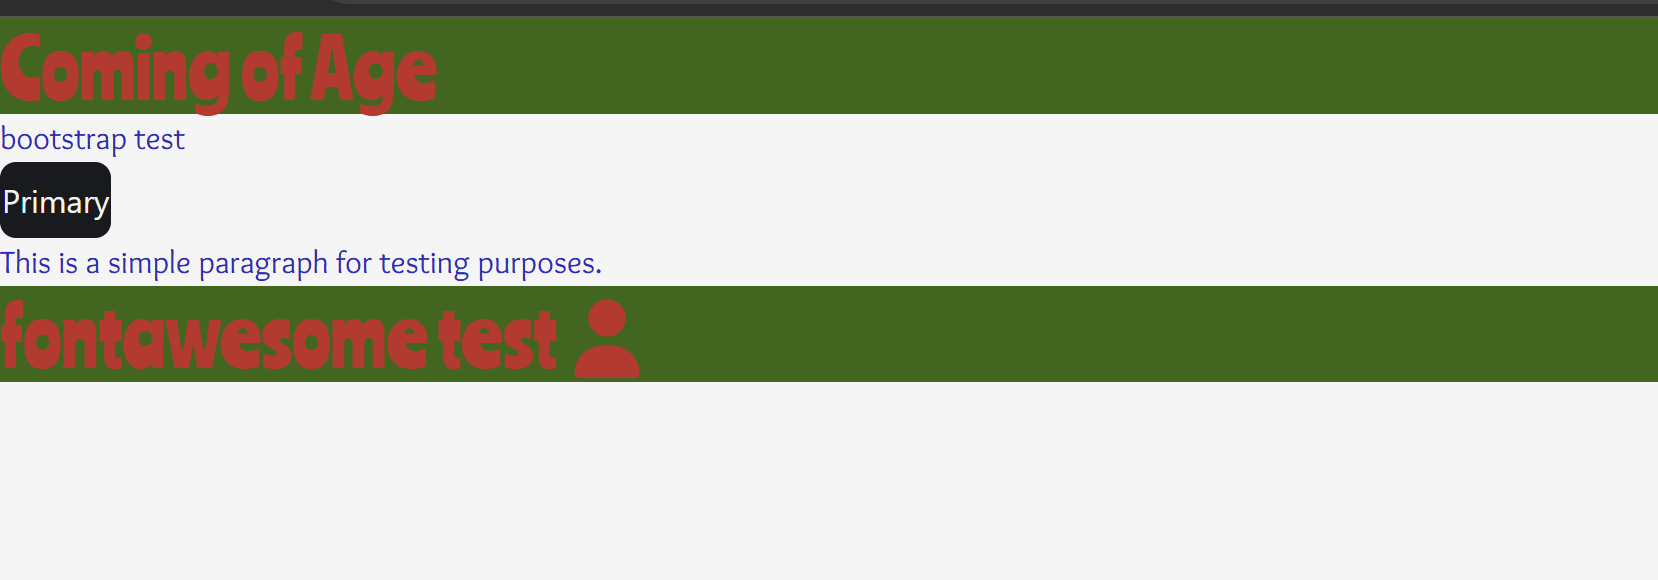 Coming of Age
bootstrap test
Primary
This is a simple paragraph for testing purposes.
fontawesome test